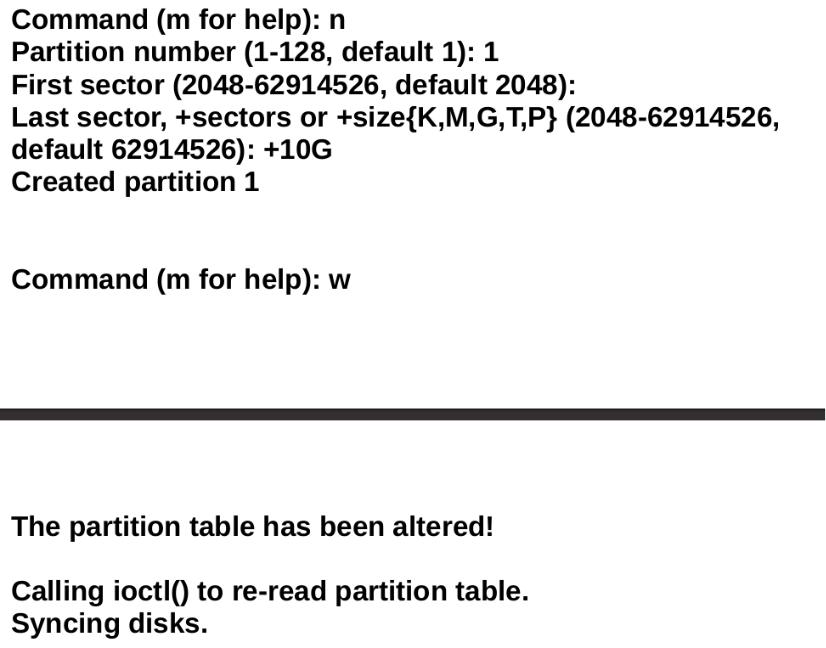 Command (m for help): n
Partition number (1-128, default 1): 1
First sector (2048-62914526, default 2048):
Last sector, +sectors or +size{K,M,G,T,P} (2048-62914526,
default 62914526): +10G
Created partition 1
Command (m for help): w
The partition table has been altered!
Calling ioctl() to re-read partition table.
Syncing disks.